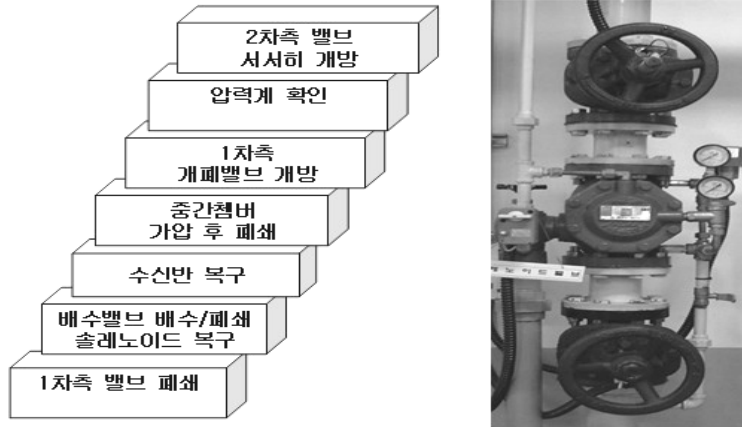 2차측 밸브
서서히 개방
압력계 확인
1차측
개폐밸브 개방
중간쳄버
가압 후 폐쇄
수신반 복구
배수밸브 배수/폐쇄
솔레노이드 복구
1차측 밸브 폐쇄